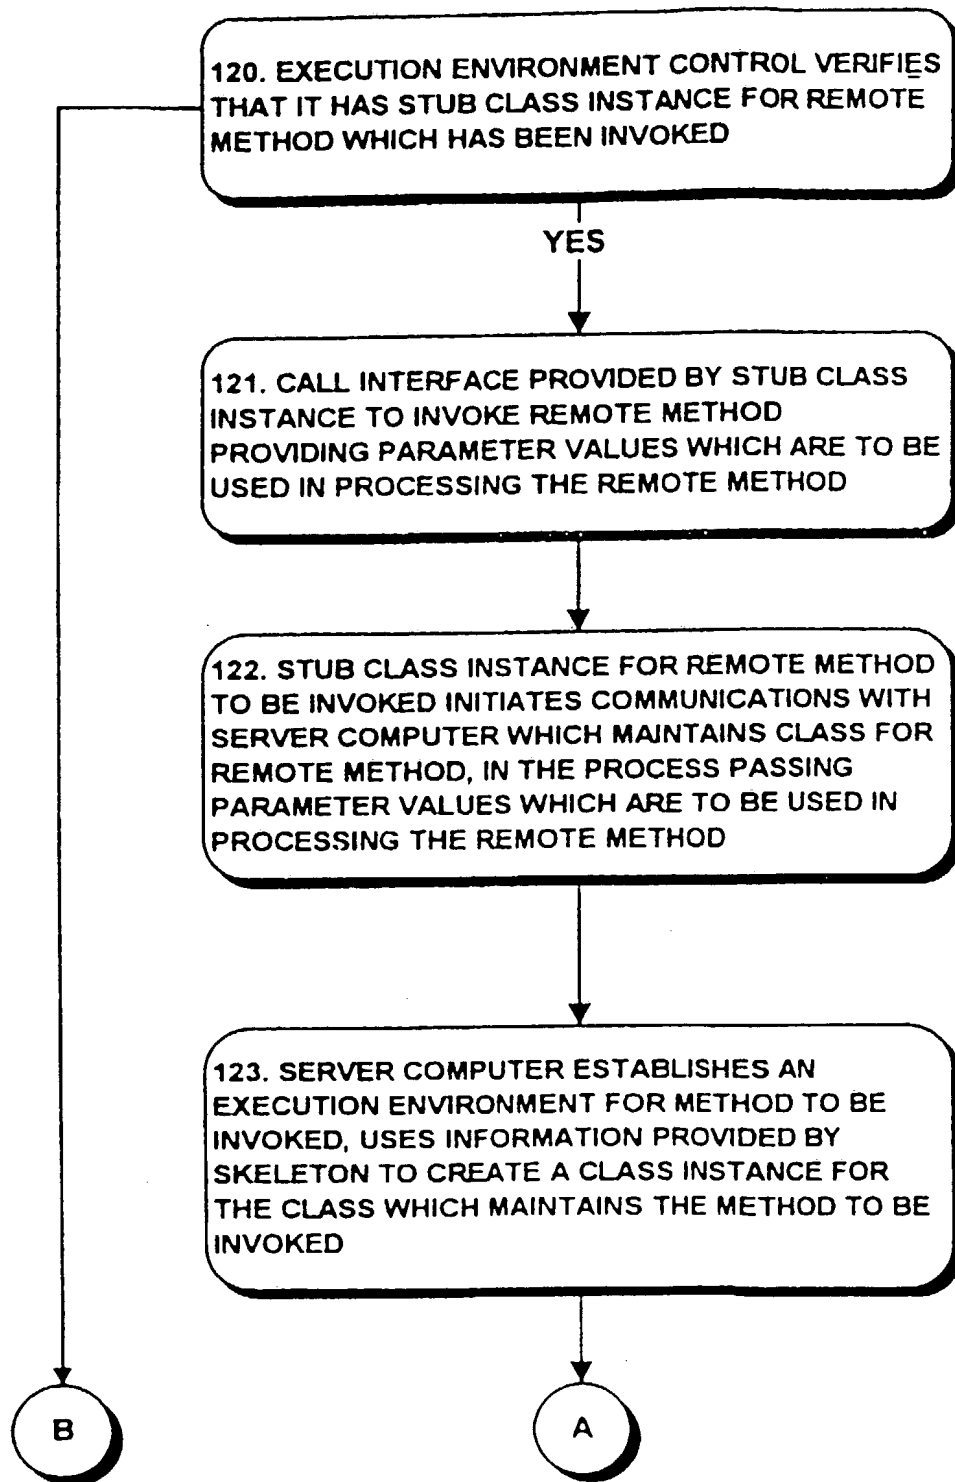 120. EXECUTION ENVIRONMENT CONTROL VERIFIES
THAT IT HAS STUB CLASS INSTANCE FOR REMOTE
METHOD WHICH HAS BEEN INVOKED
YES
121. CALL INTERFACE PROVIDED BY STUB CLASS
INSTANCE TO INVOKE REMOTE METHOD
PROVIDING PARAMETER VALUES WHICH ARE TO BE
USED IN PROCESSING THE REMOTE METHOD
122. STUB CLASS INSTANCE FOR REMOTE METHOD
TO BE INVOKED INITIATES COMMUNICATIONS WITH
SERVER COMPUTER WHICH MAINTAINS CLASS FOR
REMOTE METHOD, IN THE PROCESS PASSING
PARAMETER VALUES WHICH ARE TO BE USED IN
PROCESSING THE REMOTE METHOD
123. SERVER COMPUTER ESTABLISHES AN
EXECUTION ENVIRONMENT FOR METHOD TO BE
INVOKED, USES INFORMATION PROVIDED BY
SKELETON TO CREATE A CLASS INSTANCE FOR
THE CLASS WHICH MAINTAINS THE METHOD TO BE
INVOKED
B
A